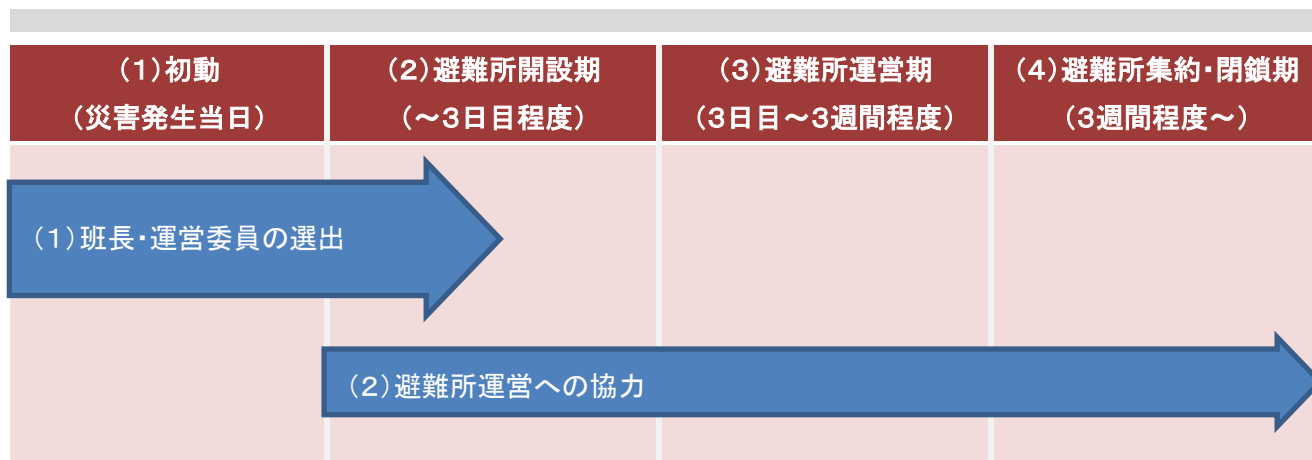 (1)初動
(災害発生当日)
(2)避難所開設期
(～3日目程度)
(3)避難所運営期
(3日目～3週間程度)
(4)避難所集約・閉鎖期
(3週間程度～)
(1)班長・運営委員の選出
(2)避難所運営への協力